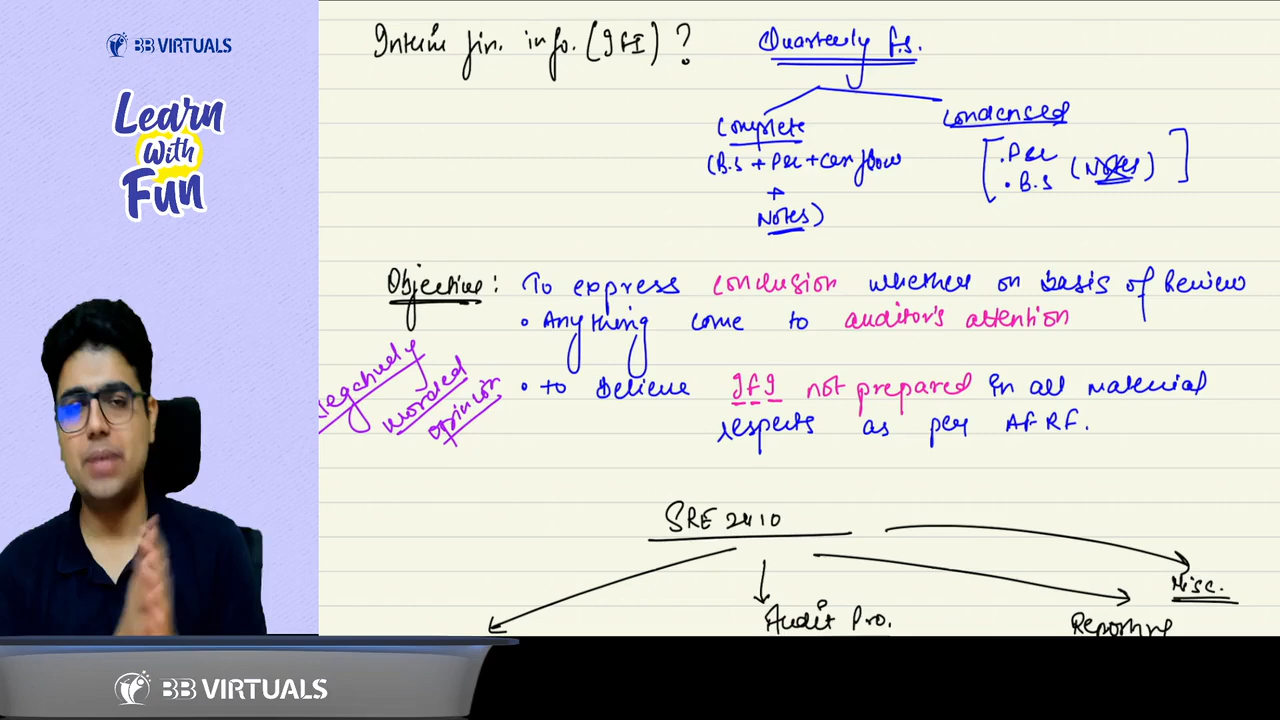 BB VIRTUALS
Learn
With
Fun
Interim fin. info. (IFI) ?
Quarterly f.s.
Complete
(B.S + P&L + Cash flow
+
Notes)
Condensed
[ . P&L
• B.S (Notes) ]
Objective : To express conclusion whether on basis of Review
• Anything come to auditor's attention
• to believe IFI not prepared in all material
respects as per AFRF.
negatively
worded
opinion
SRE 2410
Misc.
Audit Pro.
Reporting
BB VIRTUALS